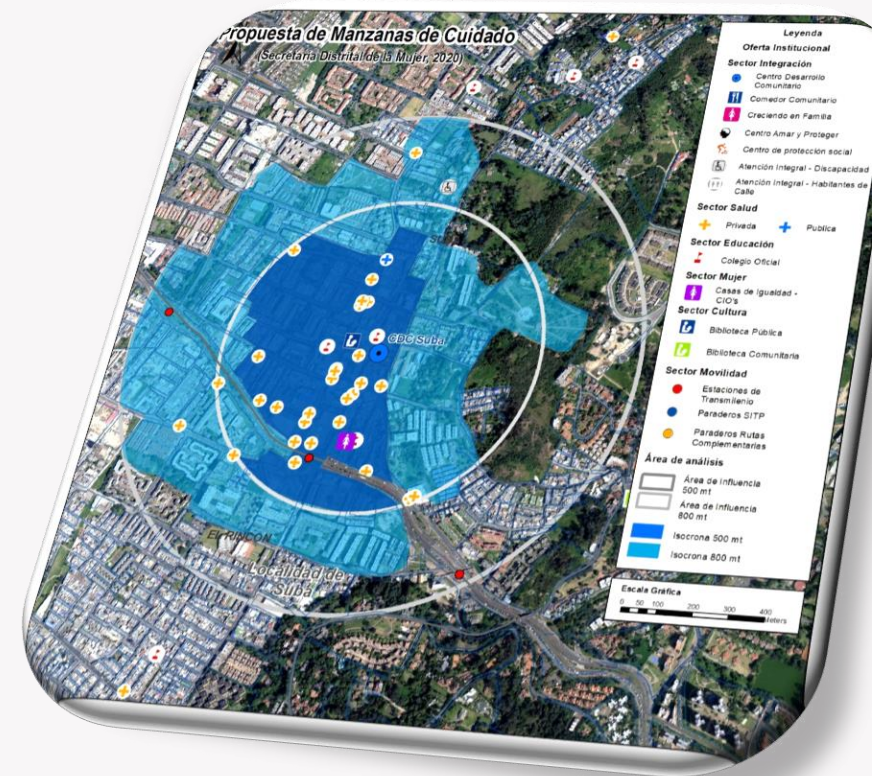 Propuesta de Manzanas de Cuidado
(Secretaría Distrital de la Mujer, 2020)
CDC Suba
El RINCON
Localidad de
Suba
Leyenda
Oferta Institucional
Sector Integración
Centro Desarrollo
Comunitario
Comedor Comunitario
Creciendo en Familia
Centro Amar y Proteger
Centro de protección social
Atención Integral - Discapacidad
Atención Integral - Habitantes de
Calle
Sector Salud
Privada
Publica
Sector Educación
Colegio Oficial
Sector Mujer
Casas de Igualdad -
CIO's
Sector Cultura
Biblioteca Pública
Biblioteca Comunitaria
Sector Movilidad
Estaciones de
Transmilenio
Paraderos SITP
Paraderos Rutas
Complementarias
Área de análisis
Área de influencia
500 mt
Área de influencia
800 mt
Isocrona 500 mt
Isocrona 800 mt
Escala Gráfica
0 50 100 200 300 400